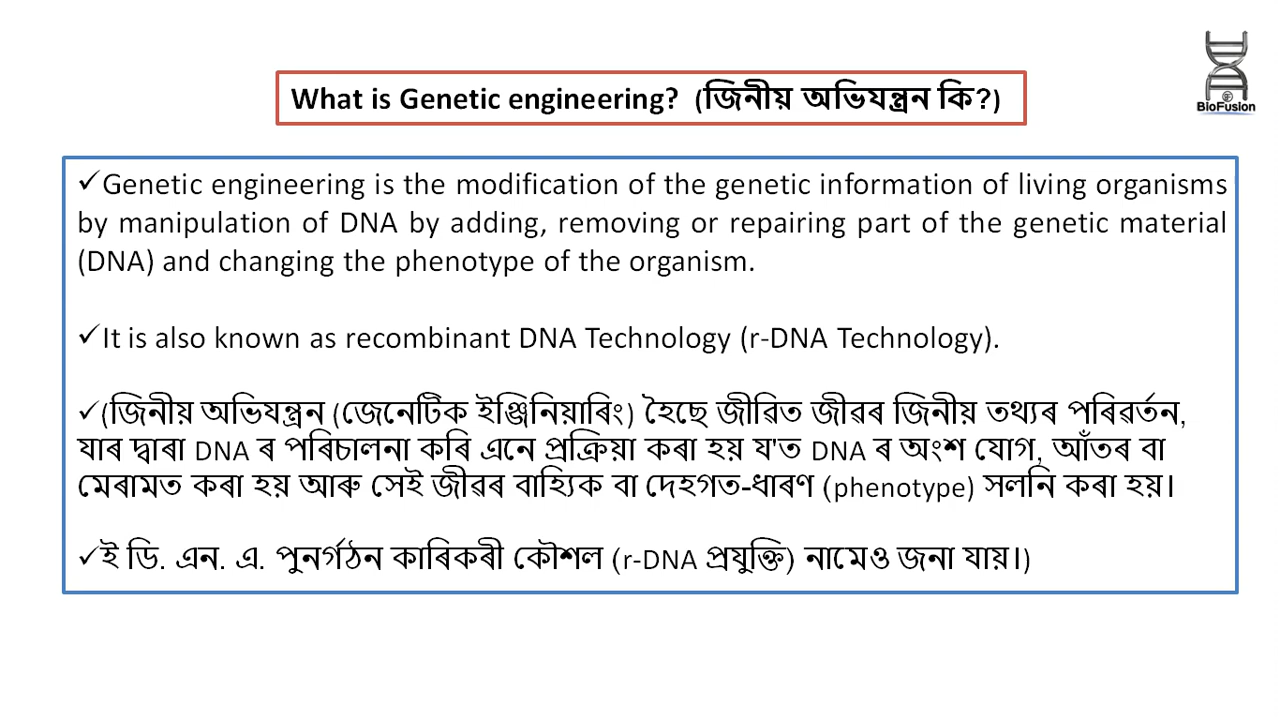 What is Genetic engineering? (জিনীয় অভিযন্ত্ৰন কি?)
BioFusion
✓Genetic engineering is the modification of the genetic information of living organisms
by manipulation of DNA by adding, removing or repairing part of the genetic material
(DNA) and changing the phenotype of the organism.
✓It is also known as recombinant DNA Technology (r-DNA Technology).
✓(জিনীয় অভিযন্ত্ৰন (জেনেটিক ইঞ্জিনিয়াৰিং) হৈছে জীৱিত জীৱৰ জিনীয় তথ্যৰ পৰিৱৰ্তন,
যাৰ দ্বাৰা DNA ৰ পৰিচালনা কৰি এনে প্ৰক্ৰিয়া কৰা হয় য'ত DNA ৰ অংশ যোগ, আঁতৰ বা
মেৰামত কৰা হয় আৰু সেই জীৱৰ বাহ্যিক বা দেহগত-ধাৰণ (phenotype) সলনি কৰা হয়।
✓ই ডি. এন. এ. পুনৰ্গঠন কাৰিকৰী কৌশল (r-DNA প্ৰযুক্তি) নামেও জনা যায়।)